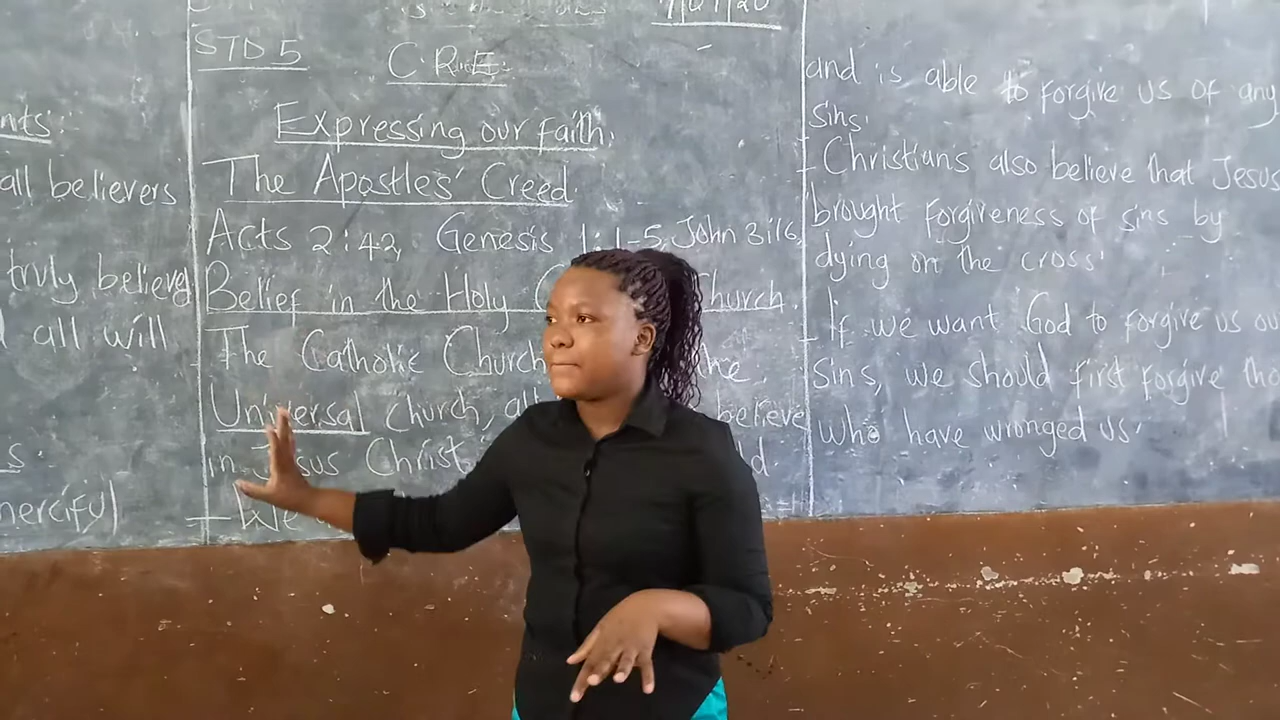 nts:
all believers
truly believe
all will
s.
merciful
STD 5 C.R.E.
Expressing our faith.
The Apostles' Creed.
Acts 2:42, Genesis 1:1-5, John 3:16,
Belief in the Holy Church.
The Catholic Church the
Universal church, all believe
in Jesus Christ
We
and is able to forgive us of any
sins.
- Christians also believe that Jesus
brought forgiveness of sins by
dying on the cross.
- If we want God to forgive us our
sins, we should first forgive
who have wronged us.